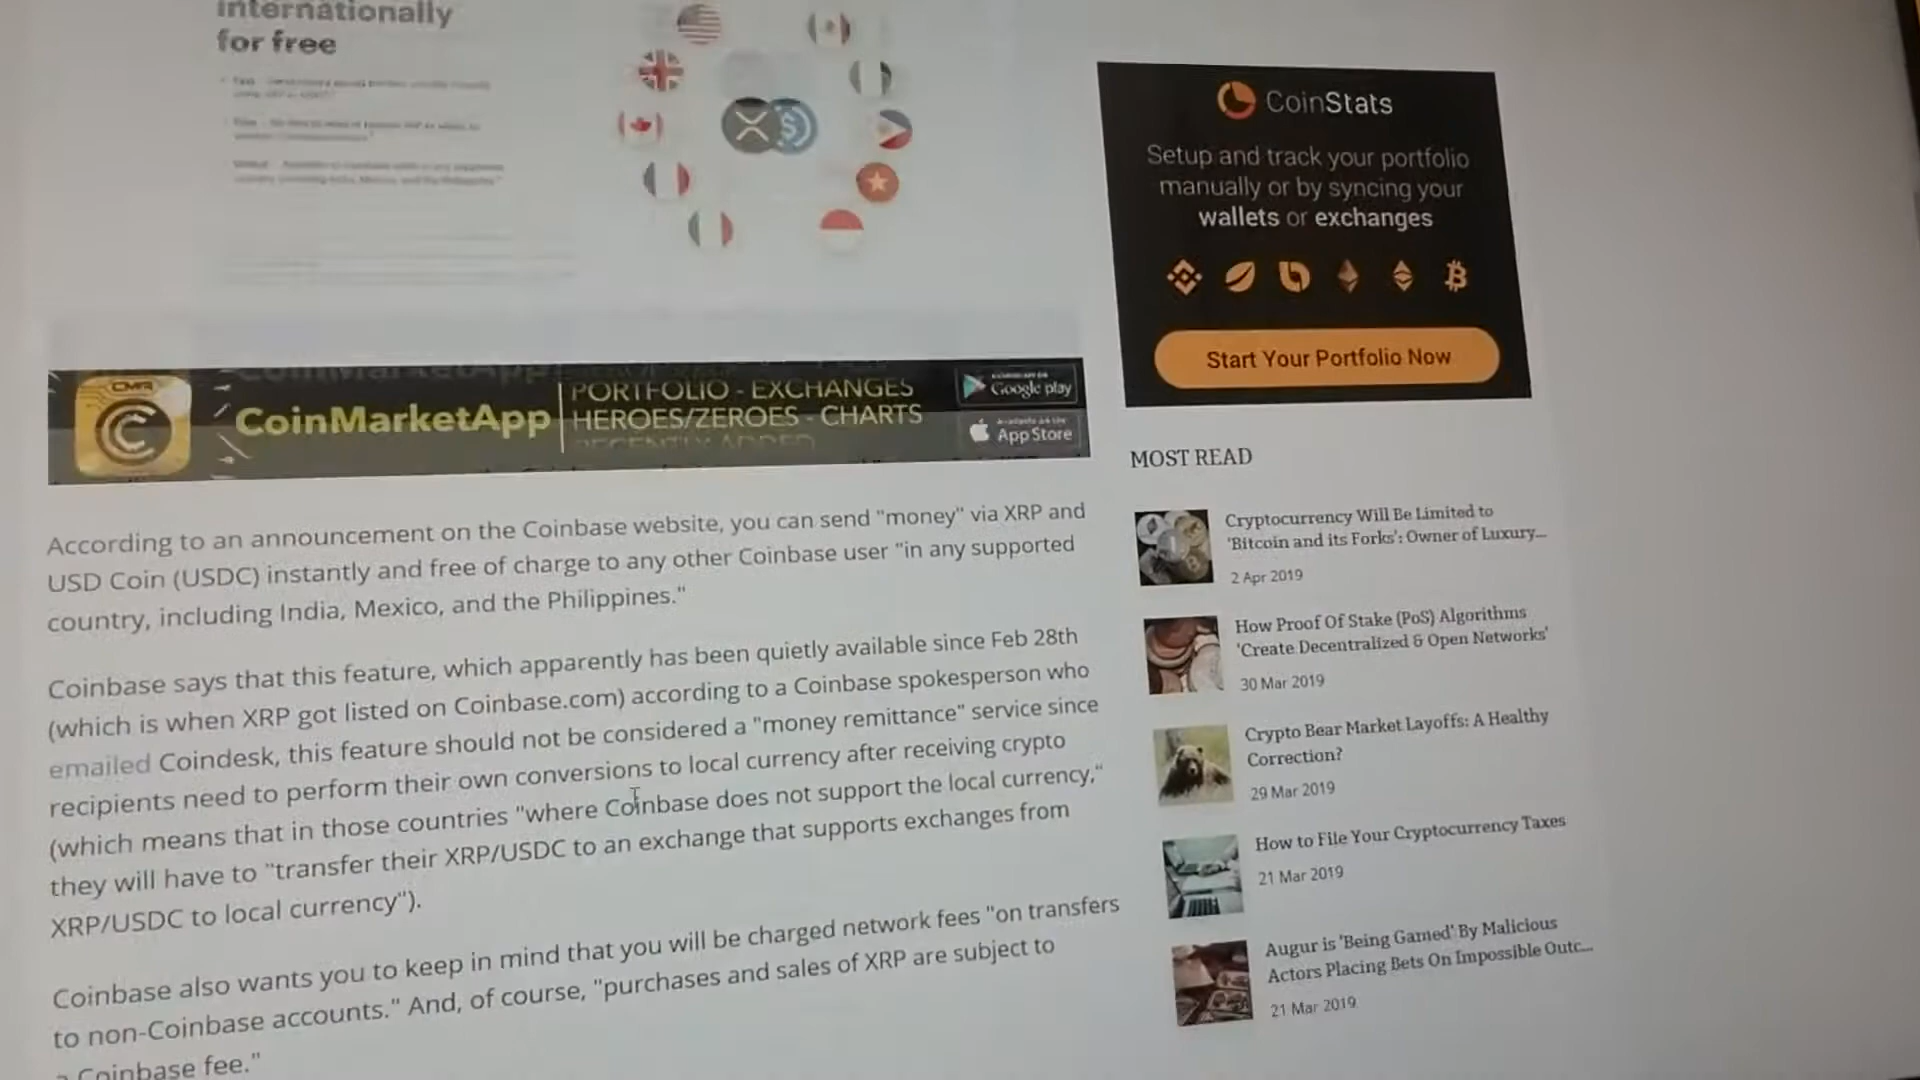 internationally
for free
CoinStats
Setup and track your portfolio
manually or by syncing your
wallets or exchanges
Start Your Portfolio Now
CoinMarketApp
PORTFOLIO - EXCHANGES
HEROES/ZEROES - CHARTS
RECENTLY ADDED
Google play
App Store
According to an announcement on the Coinbase website, you can send "money" via XRP and
USD Coin (USDC) instantly and free of charge to any other Coinbase user "in any supported
country, including India, Mexico, and the Philippines."
Coinbase says that this feature, which apparently has been quietly available since Feb 28th
(which is when XRP got listed on Coinbase.com) according to a Coinbase spokesperson who
emailed Coindesk, this feature should not be considered a "money remittance" service since
recipients need to perform their own conversions to local currency after receiving crypto
(which means that in those countries "where Coinbase does not support the local currency,"
they will have to "transfer their XRP/USDC to an exchange that supports exchanges from
XRP/USDC to local currency").
Coinbase also wants you to keep in mind that you will be charged network fees "on transfers
to non-Coinbase accounts." And, of course, "purchases and sales of XRP are subject to
a Coinbase fee."
MOST READ
Cryptocurrency Will Be Limited to
'Bitcoin and its Forks': Owner of Luxury...
2 Apr 2019
How Proof Of Stake (PoS) Algorithms
'Create Decentralized & Open Networks'
30 Mar 2019
Crypto Bear Market Layoffs: A Healthy
Correction?
29 Mar 2019
How to File Your Cryptocurrency Taxes
21 Mar 2019
Augur is 'Being Gamed' By Malicious
Actors Placing Bets On Impossible Outc...
21 Mar 2019